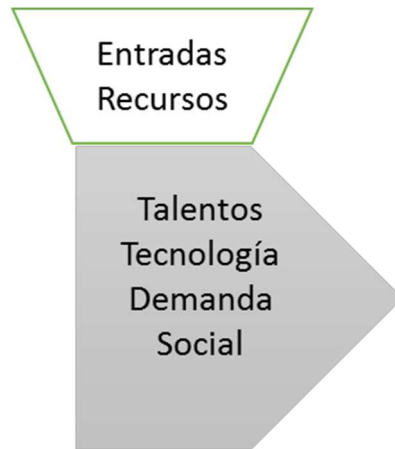 Entradas
Recursos
Talentos
Tecnología
Demanda
Social